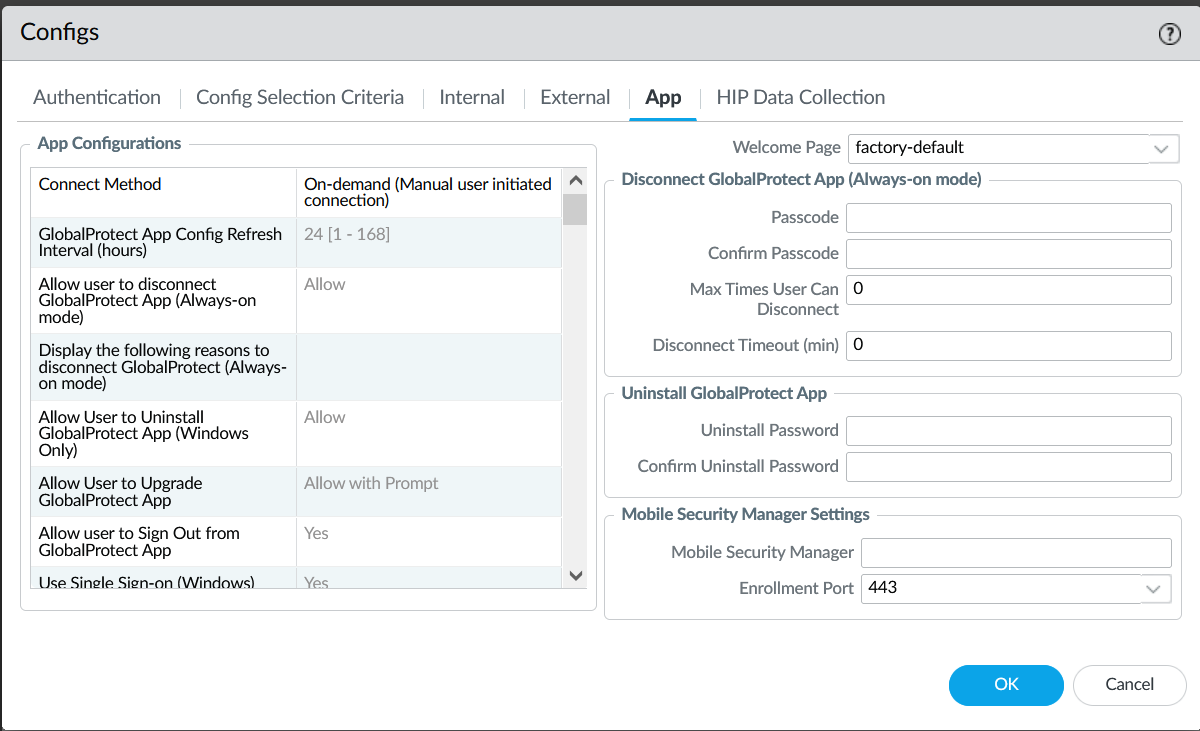 Configs
Authentication
Config Selection Criteria
Internal
External
App
HIP Data Collection
App Configurations
Connect Method
On-demand (Manual user initiated
connection)
GlobalProtect App Config Refresh
Interval (hours)
24 [1 - 168]
Allow user to disconnect
GlobalProtect App (Always-on
mode)
Allow
Display the following reasons to
disconnect GlobalProtect (Always-
on mode)
Allow User to Uninstall
GlobalProtect App (Windows
Only)
Allow
Allow User to Upgrade
GlobalProtect App
Allow with Prompt
Allow user to Sign Out from
GlobalProtect App
Yes
Use Single Sign-on (Windows)
Yes
Welcome Page
factory-default
Disconnect GlobalProtect App (Always-on mode)
Passcode
Confirm Passcode
Max Times User Can
Disconnect
0
Disconnect Timeout (min)
0
Uninstall GlobalProtect App
Uninstall Password
Confirm Uninstall Password
Mobile Security Manager Settings
Mobile Security Manager
Enrollment Port
443
OK
Cancel